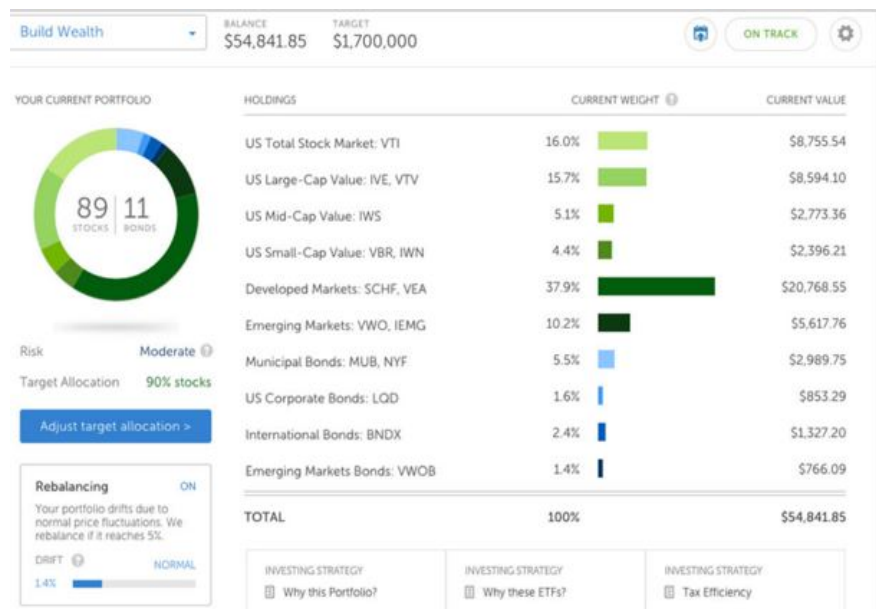 Build Wealth
BALANCE
$54,841.85
TARGET
$1,700,000
ON TRACK
YOUR CURRENT PORTFOLIO
89 STOCKS
11 BONDS
Risk Moderate ?
Target Allocation 90% stocks
Adjust target allocation >
Rebalancing ON
Your portfolio drifts due to
normal price fluctuations. We
rebalance if it reaches 5%.
DRIFT ? NORMAL
1.4%
HOLDINGS CURRENT WEIGHT ? CURRENT VALUE
US Total Stock Market: VTI 16.0% $8,755.54
US Large-Cap Value: IVE, VTV 15.7% $8,594.10
US Mid-Cap Value: IWS 5.1% $2,773.36
US Small-Cap Value: VBR, IWN 4.4% $2,396.21
Developed Markets: SCHF, VEA 37.9% $20,768.55
Emerging Markets: VWO, IEMG 10.2% $5,617.76
Municipal Bonds: MUB, NYF 5.5% $2,989.75
US Corporate Bonds: LQD 1.6% $853.29
International Bonds: BNDX 2.4% $1,327.20
Emerging Markets Bonds: VWOB 1.4% $766.09
TOTAL 100% $54,841.85
INVESTING STRATEGY
Why this Portfolio?
INVESTING STRATEGY
Why these ETFs?
INVESTING STRATEGY
Tax Efficiency